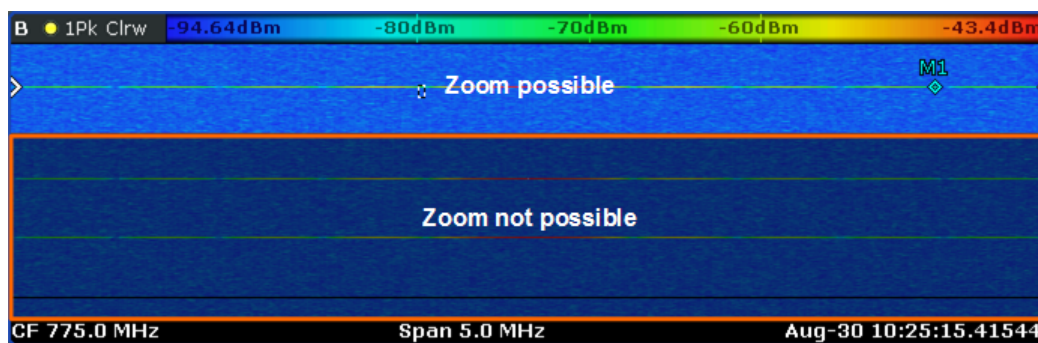 B 1Pk Clrw -94.64dBm -80dBm -70dBm -60dBm -43.4dBm
M1
Zoom possible
Zoom not possible
CF 775.0 MHz Span 5.0 MHz Aug-30 10:25:15.41544